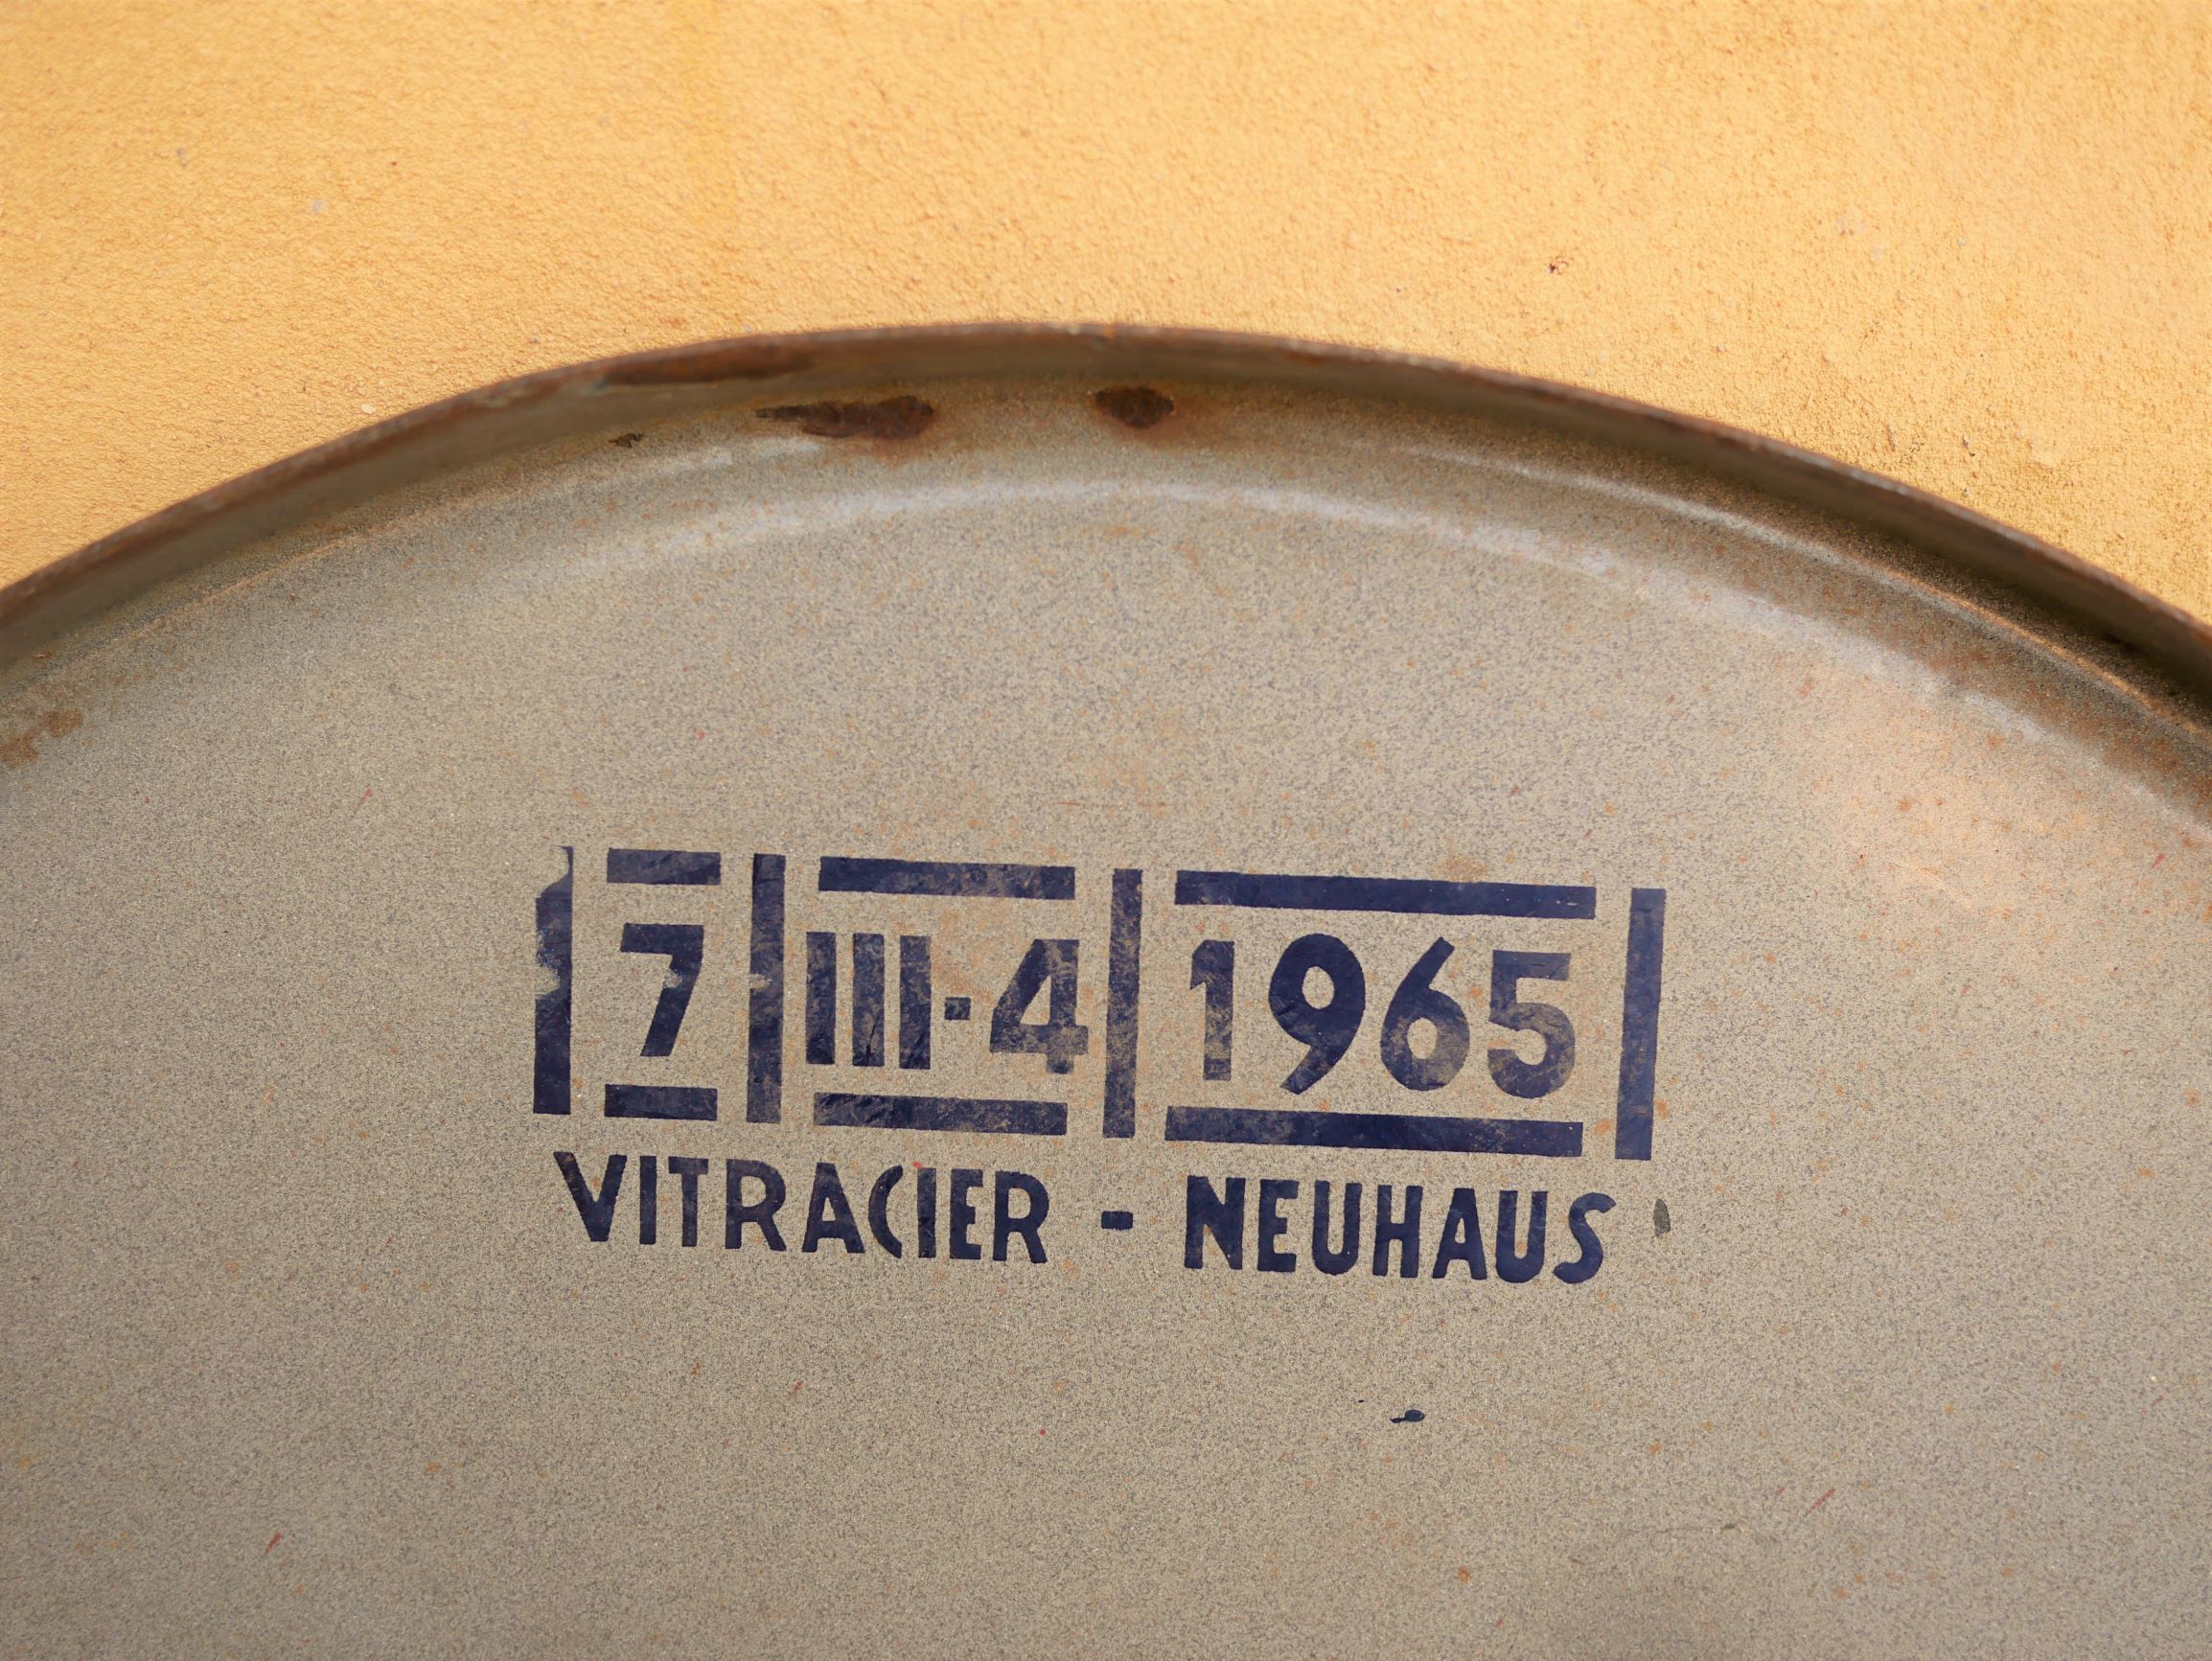 7 III-4 1965
VITRACIER - NEUHAUS